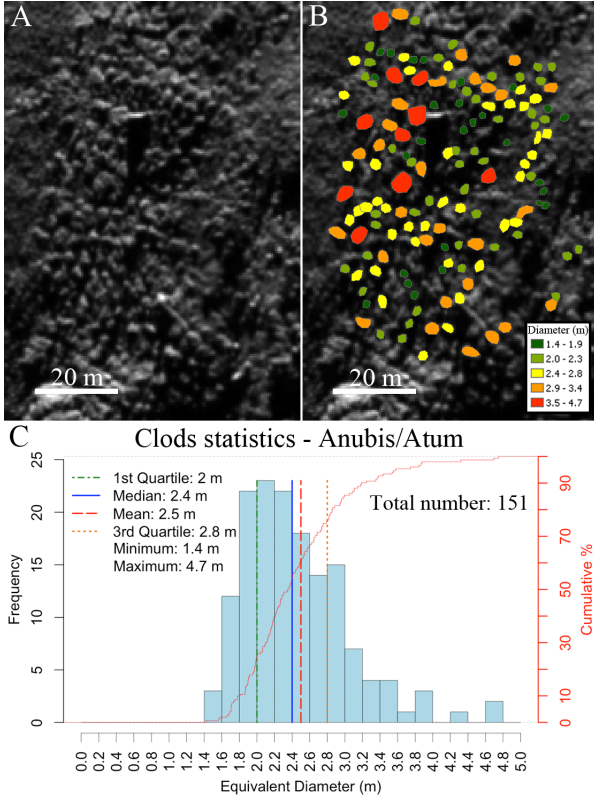 A
B
20 m
20 m
Diameter (m)
1.4 - 1.9
2.0 - 2.3
2.4 - 2.8
2.9 - 3.4
3.5 - 4.7
C
Clods statistics - Anubis/Atum
1st Quartile: 2 m
Median: 2.4 m
Mean: 2.5 m
3rd Quartile: 2.8 m
Minimum: 1.4 m
Maximum: 4.7 m
Total number: 151
Frequency
0
5
10
15
20
25
Cumulative %
0
10
30
50
70
90
0.0 0.2 0.4 0.6 0.8 1.0 1.2 1.4 1.6 1.8 2.0 2.2 2.4 2.6 2.8 3.0 3.2 3.4 3.6 3.8 4.0 4.2 4.4 4.6 4.8 5.0
Equivalent Diameter (m)